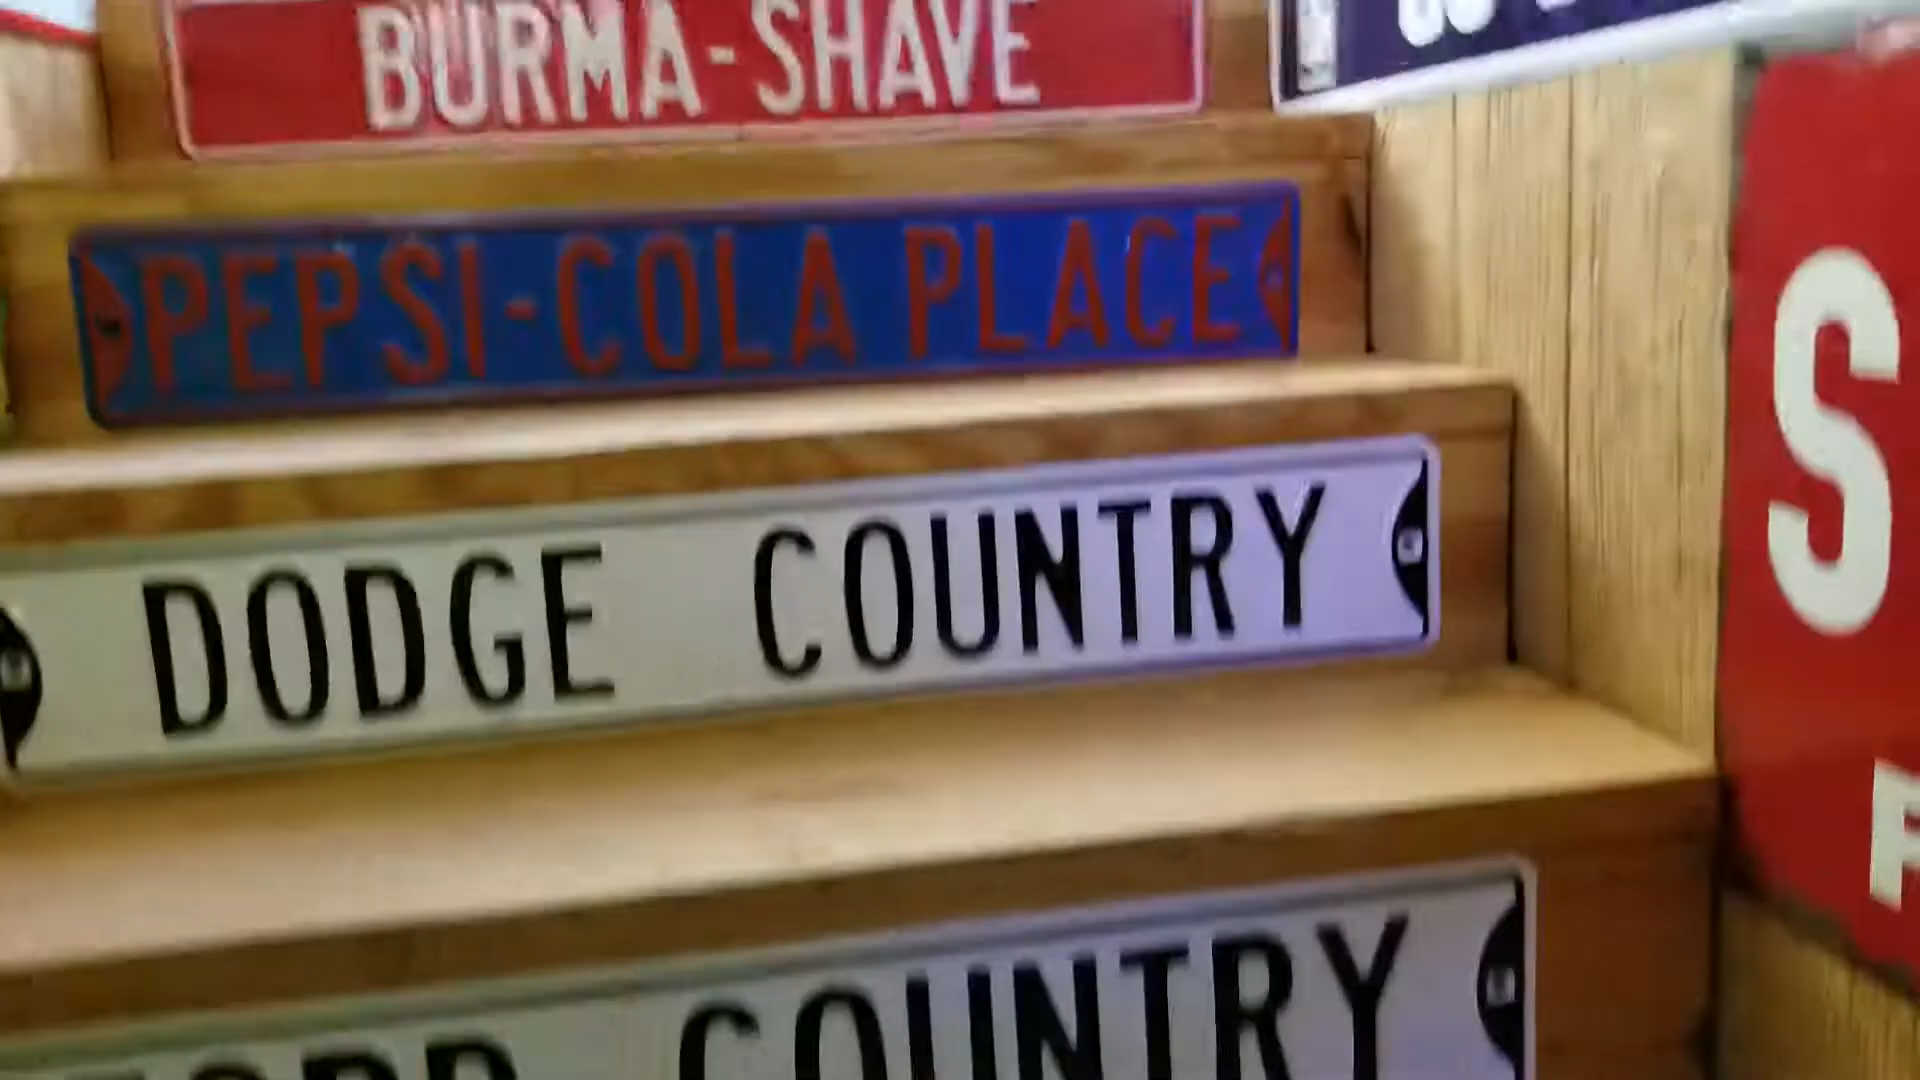 BURMA-SHAVE
PEPSI-COLA PLACE
DODGE COUNTRY
COUNTRY
S